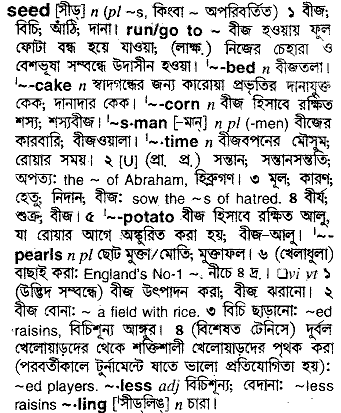 seed [সীড্] n (pl ~s, কিংবা ~ অপরিবর্তিত) ১ বীজ;
বিচি; আঁঠি; দানা। run/go to ~ বীজ হওয়ায় ফুল
ফোটা বন্ধ হয়ে যাওয়া; (লাক্ষ.) নিজের চেহারা ও
বেশভূষা সম্বন্ধে উদাসীন হওয়া। ˈ~-bed n বীজতলা।
ˈ~-cake n স্বাদগন্ধের জন্য কারোয়া প্রভৃতির দানাযুক্ত
কেক; দানাদার কেক। ˈ~-corn n বীজ হিসাবে রক্ষিত
শস্য; শস্যবীজ। ˈ~s·man [–মান্] n pl (-men) বীজের
কারবারি; বীজওয়ালা। ˈ~-time n বীজবপনের মৌসুম;
রোয়ার সময়। ২ [U] (প্রা. প্র.) সন্তান; সন্তানসন্ততি;
অপত্য: the ~ of Abraham, হিব্রুগণ। ৩ মূল; কারণ;
হেতু; নিদান; বীজ: sow the ~s of hatred. ৪ বীর্য;
শুক্র; বীজ। ৫ ˈ~-potato বীজ হিসাবে রক্ষিত আলু,
যা রোয়ার আগে অঙ্কুরিত করা হয়; বীজ–আলু। ˈ~-
pearls n pl ছোট মুক্তা/মোতি; মুক্তাফল। ৬ (খেলাধুলা)
বাছাই করা: England's No-1 ~. নীচে ৪ দ্র.। □vi vt ১
(উদ্ভিদ সম্বন্ধে) বীজ উৎপাদন করা; বীজ ঝরানো। ২
বীজ বোনা: ~ a field with rice. ৩ বিচি ছাড়ানো: ~ed
raisins, বিচিশূন্য আঙ্গুর। ৪ (বিশেষত টেনিসে) দুর্বল
খেলোয়াড়দের থেকে শক্তিশালী খেলোয়াড়দের পৃথক করা
(পরবর্তীকালে টুর্নামেন্টে যাতে ভালো প্রতিযোগিতা হয়):
~ed players. ~·less adj বিচিশূন্য; বেদানা: ~less
raisins ~·ling [ˈসীড্‌লিঙ্] n চারা।